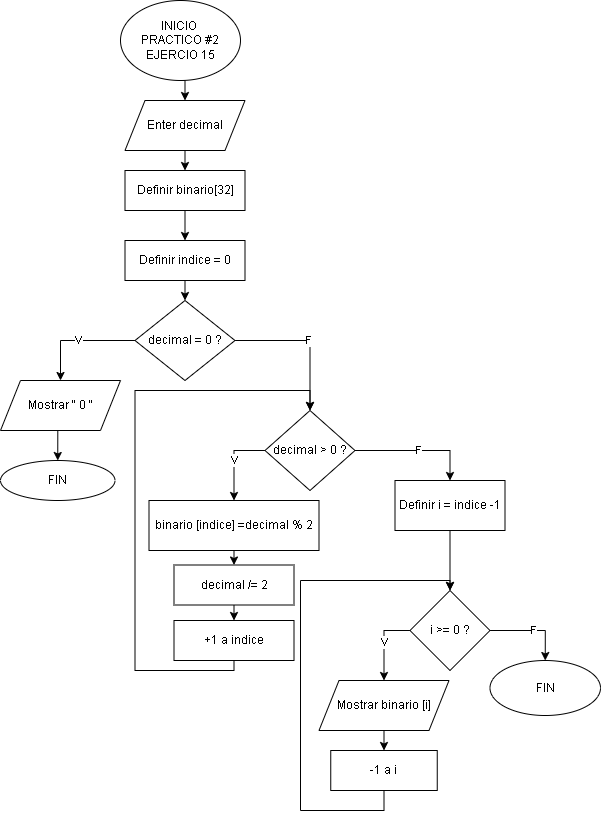 INICIO
PRACTICO #2
EJERCIO 15
Enter decimal
Definir binario[32]
Definir indice = 0
decimal = 0 ?
V
F
Mostrar " 0 "
FIN
decimal > 0 ?
V
F
binario [indice] =decimal % 2
Definir i = indice -1
decimal /= 2
+1 a indice
i >= 0 ?
V
F
Mostrar binario [i]
FIN
-1 a i